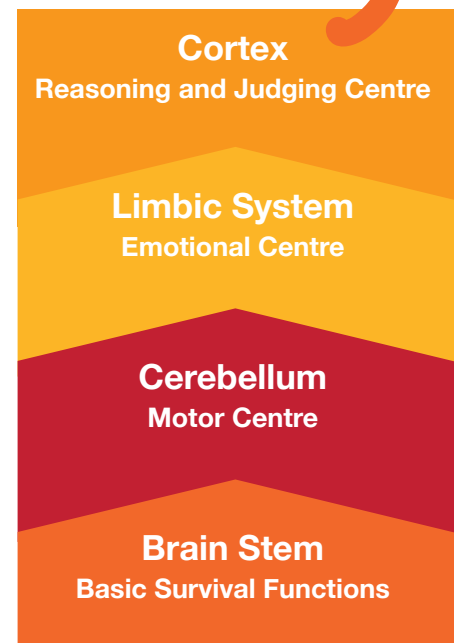 Cortex
Reasoning and Judging Centre
Limbic System
Emotional Centre
Cerebellum
Motor Centre
Brain Stem
Basic Survival Functions